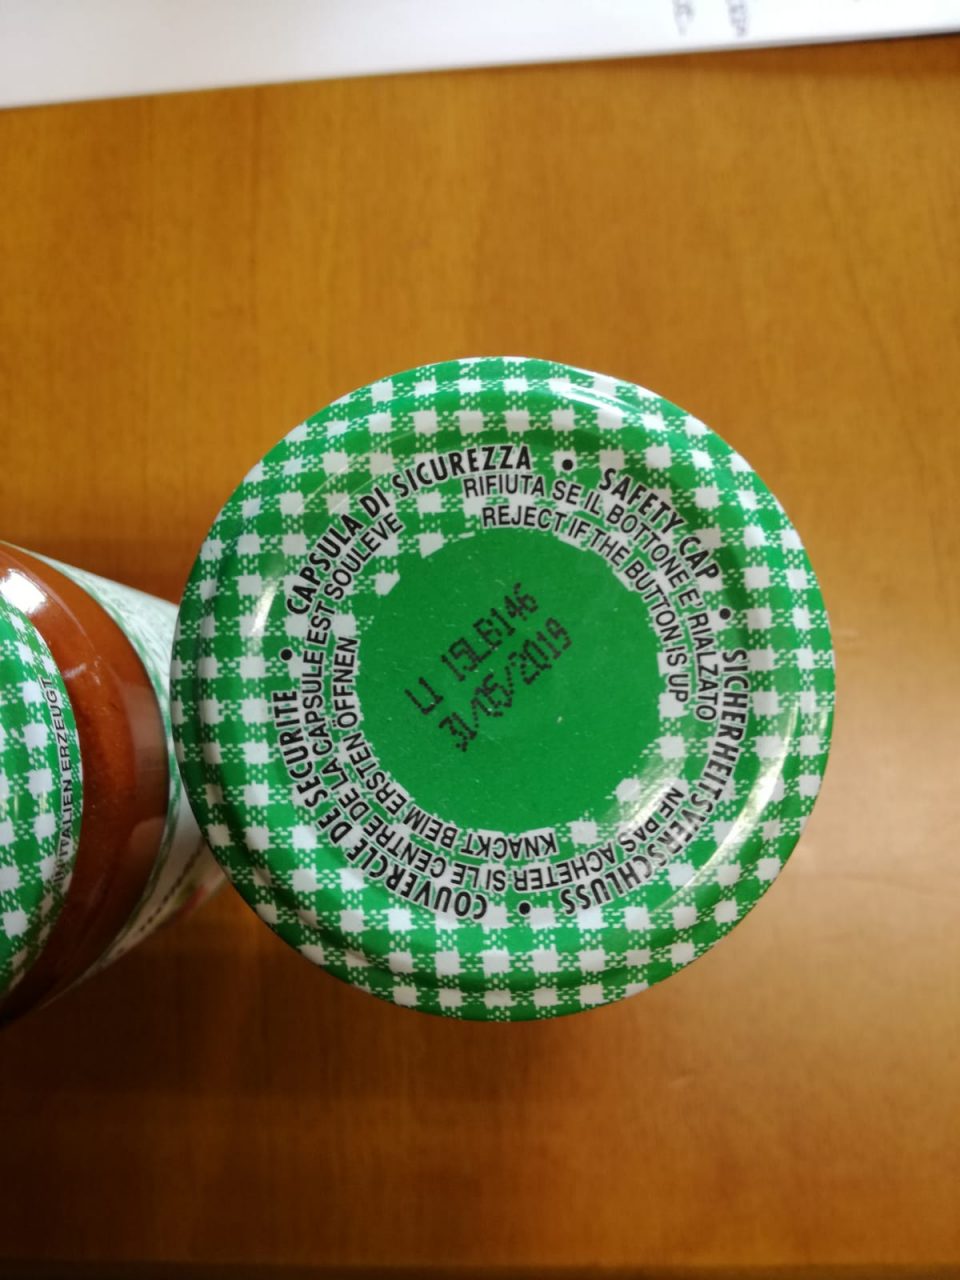 CAPSULA DI SICUREZZA • SAFETY CAP • SICHERHEITSVERSCHLUSS • COUVERCLE DE SECURITE •
RIFIUTA SE IL BOTTONE E' RIALZATO
REJECT IF THE BUTTON IS UP
NE PAS ACHETER SI LE CENTRE DE LA CAPSULE EST SOULEVE
KNACKT BEIM ERSTEN ÖFFNEN
L1 15LB146
31/05/2019
IN ITALIEN ERZEUGT